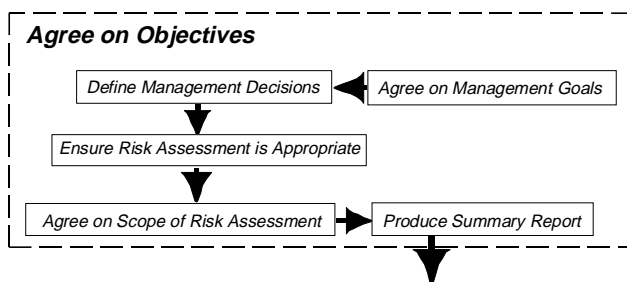 Agree on Objectives
Define Management Decisions
Agree on Management Goals
Ensure Risk Assessment is Appropriate
Agree on Scope of Risk Assessment
Produce Summary Report